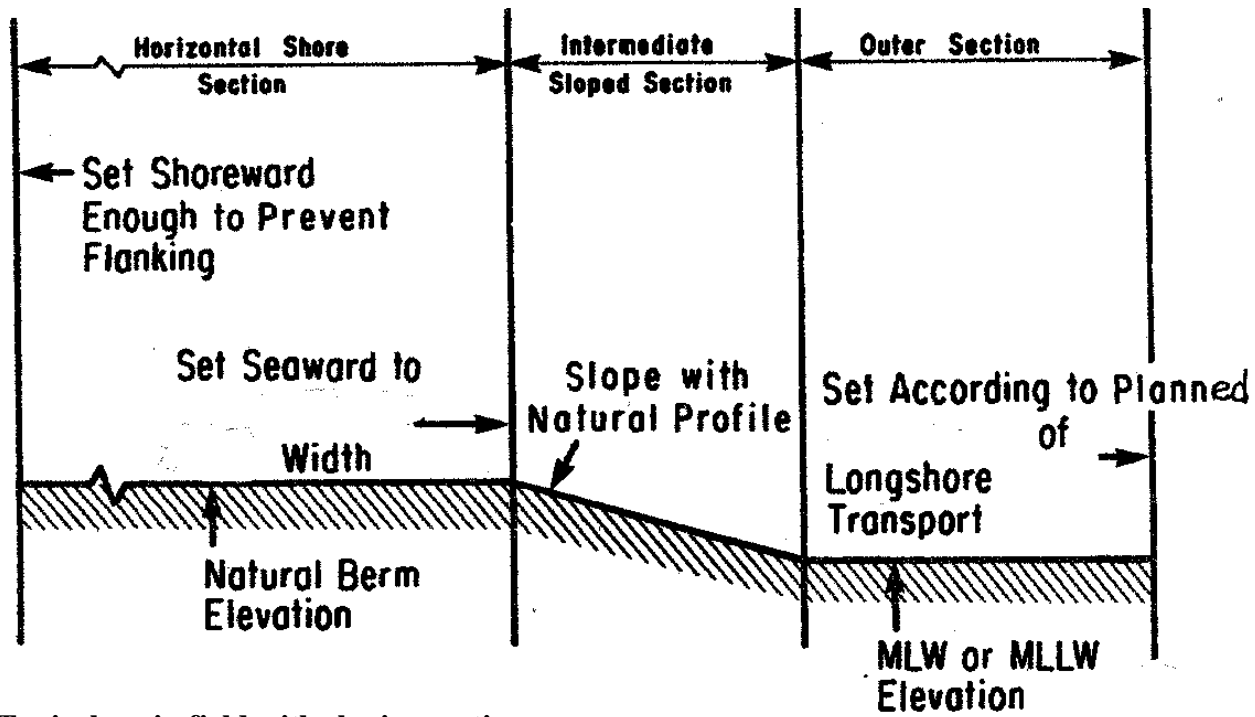 Horizontal Shore
Section
Intermediate
Sloped Section
Outer Section
Set Shoreward
Enough to Prevent
Flanking
Set Seaward to
Width
Slope with
Natural Profile
Set According to Planned
of
Longshore
Transport
Natural Berm
Elevation
MLW or MLLW
Elevation